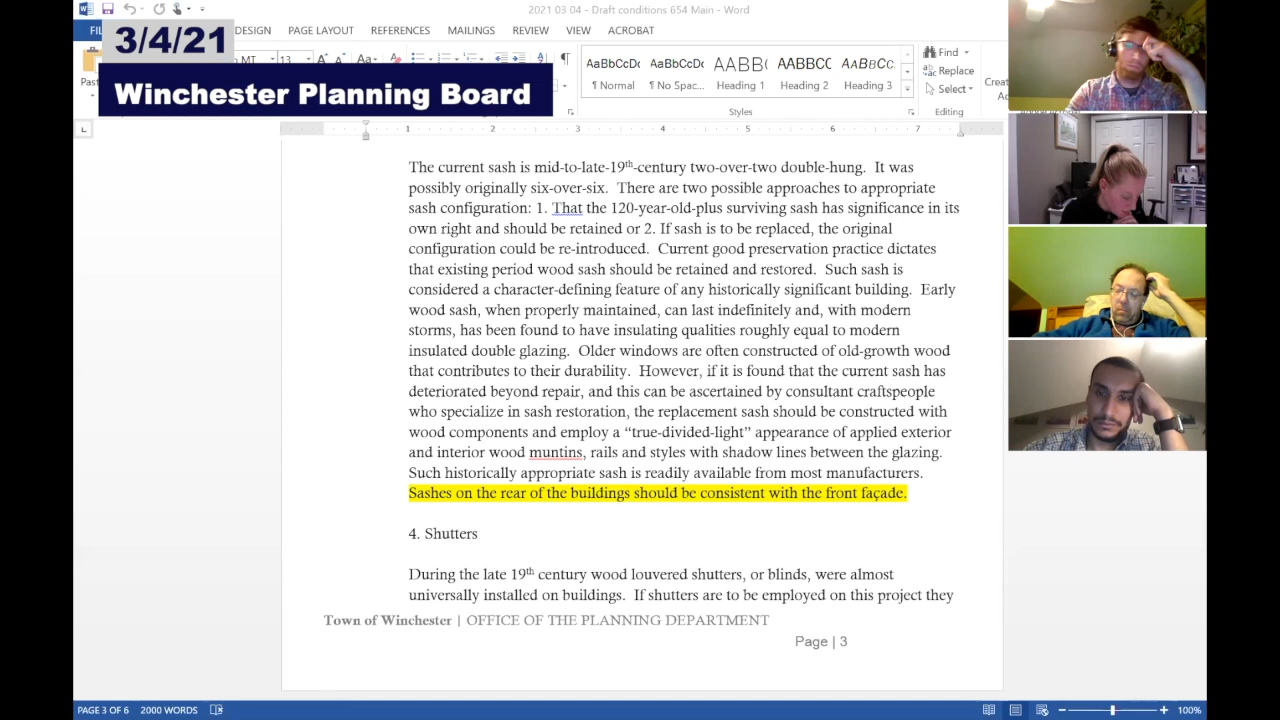 2021 03 04 - Draft conditions 654 Main - Word
3/4/21
DESIGN PAGE LAYOUT REFERENCES MAILINGS REVIEW VIEW ACROBAT
Winchester Planning Board
MT 13 Aa
AaBbCcDc AaBbCcDc AABB( AABBCC AABBCC.
¶ Normal ¶ No Spac... Heading 1 Heading 2 Heading 3
Find
Replace
Select
Styles
Editing
1 2 3 4 5 6 7
The current sash is mid-to-late-19th-century two-over-two double-hung. It was
possibly originally six-over-six. There are two possible approaches to appropriate
sash configuration: 1. That the 120-year-old-plus surviving sash has significance in its
own right and should be retained or 2. If sash is to be replaced, the original
configuration could be re-introduced. Current good preservation practice dictates
that existing period wood sash should be retained and restored. Such sash is
considered a character-defining feature of any historically significant building. Early
wood sash, when properly maintained, can last indefinitely and, with modern
storms, has been found to have insulating qualities roughly equal to modern
insulated double glazing. Older windows are often constructed of old-growth wood
that contributes to their durability. However, if it is found that the current sash has
deteriorated beyond repair, and this can be ascertained by consultant craftspeople
who specialize in sash restoration, the replacement sash should be constructed with
wood components and employ a “true-divided-light” appearance of applied exterior
and interior wood muntins, rails and styles with shadow lines between the glazing.
Such historically appropriate sash is readily available from most manufacturers.
Sashes on the rear of the buildings should be consistent with the front façade.
4. Shutters
During the late 19th century wood louvered shutters, or blinds, were almost
universally installed on buildings. If shutters are to be employed on this project they
Town of Winchester | OFFICE OF THE PLANNING DEPARTMENT
Page | 3
PAGE 3 OF 6 2000 WORDS 100%